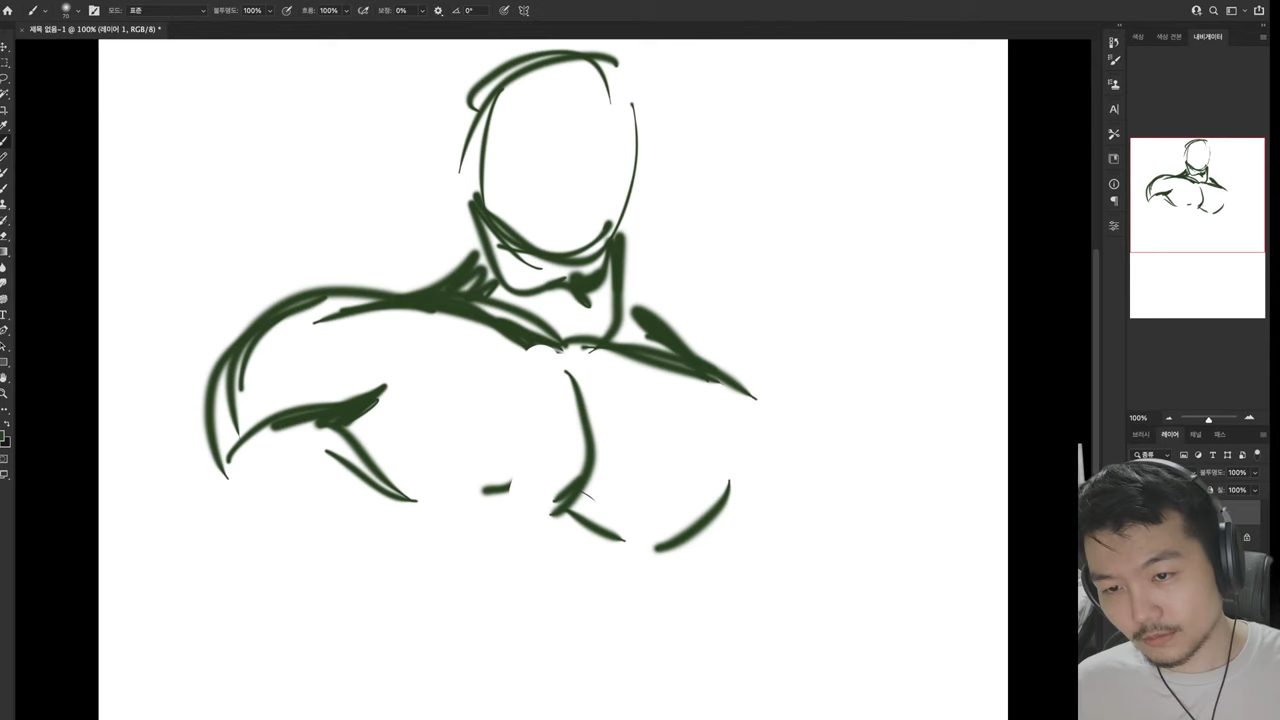 70 모드: 표준 불투명도: 100% 흐름: 100% 보정: 0% 0°
× 제목 없음-1 @ 100% (레이어 1, RGB/8) *
색상 색상 견본 내비게이터
100%
브러시 레이어 채널 패스
종류
불투명도: 100%
칠: 100%